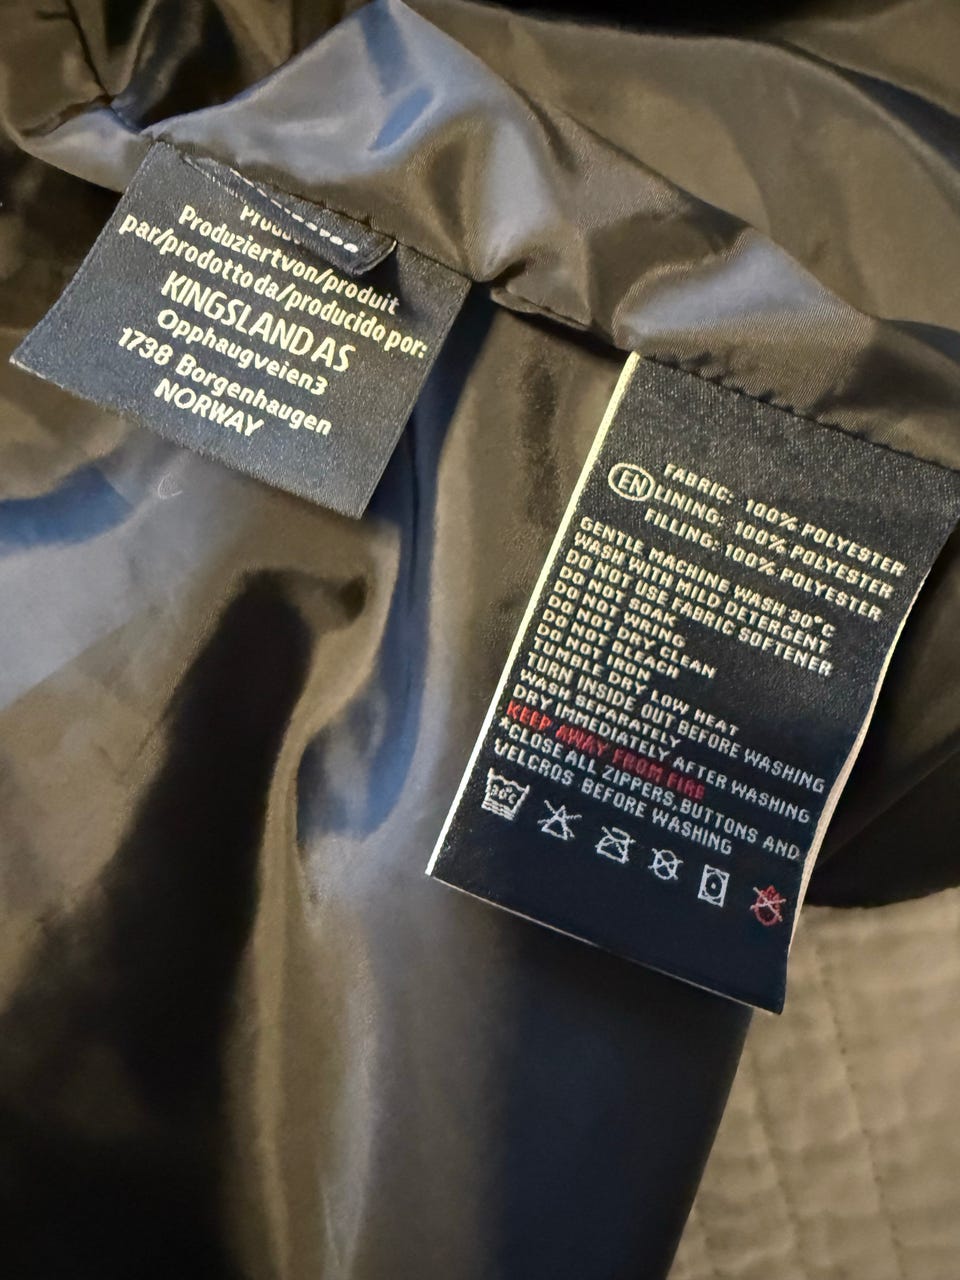 Produziertvon/produit
par/prodottoda/producido por:
KINGSLAND AS
Opphaugveien3
1738 Borgenhaugen
NORWAY
EN
FABRIC: 100% POLYESTER
LINING: 100% POLYESTER
FILLING: 100% POLYESTER
GENTLE MACHINE WASH 30°C
WASH WITH MILD DETERGENT
DO NOT USE FABRIC SOFTENER
DO NOT SOAK
DO NOT WRING
DO NOT DRY CLEAN
DO NOT BLEACH
DO NOT IRON
TUMBLE DRY LOW HEAT
TURN INSIDE OUT BEFORE WASHING
WASH SEPARATELY
DRY IMMEDIATELY AFTER WASHING
KEEP AWAY FROM FIRE
*CLOSE ALL ZIPPERS,BUTTONS AND
VELCROS BEFORE WASHING
30°C